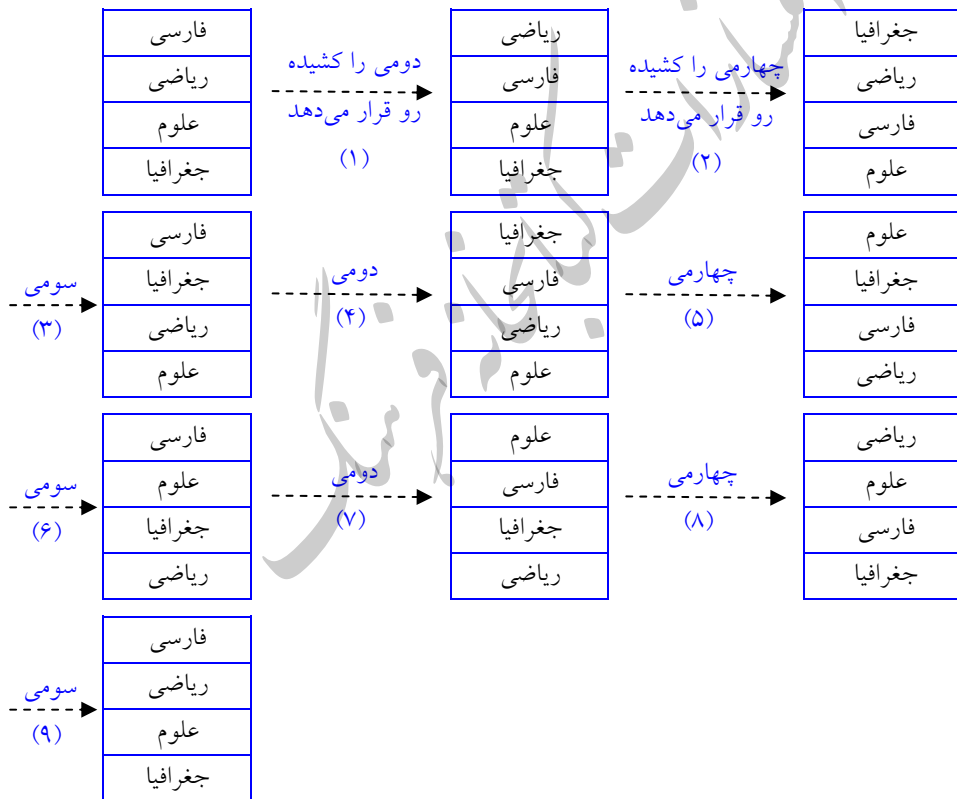 فارسی
ریاضی
علوم
جغرافیا
دومی را کشیده
رو قرار می‌دهد
(۱)
ریاضی
فارسی
علوم
جغرافیا
چهارمی را کشیده
رو قرار می‌دهد
(۲)
جغرافیا
ریاضی
فارسی
علوم
سومی
(۳)
فارسی
جغرافیا
ریاضی
علوم
دومی
(۴)
جغرافیا
فارسی
ریاضی
علوم
چهارمی
(۵)
علوم
جغرافیا
فارسی
ریاضی
سومی
(۶)
فارسی
علوم
جغرافیا
ریاضی
دومی
(۷)
علوم
فارسی
جغرافیا
ریاضی
چهارمی
(۸)
ریاضی
علوم
فارسی
جغرافیا
سومی
(۹)
فارسی
ریاضی
علوم
جغرافیا